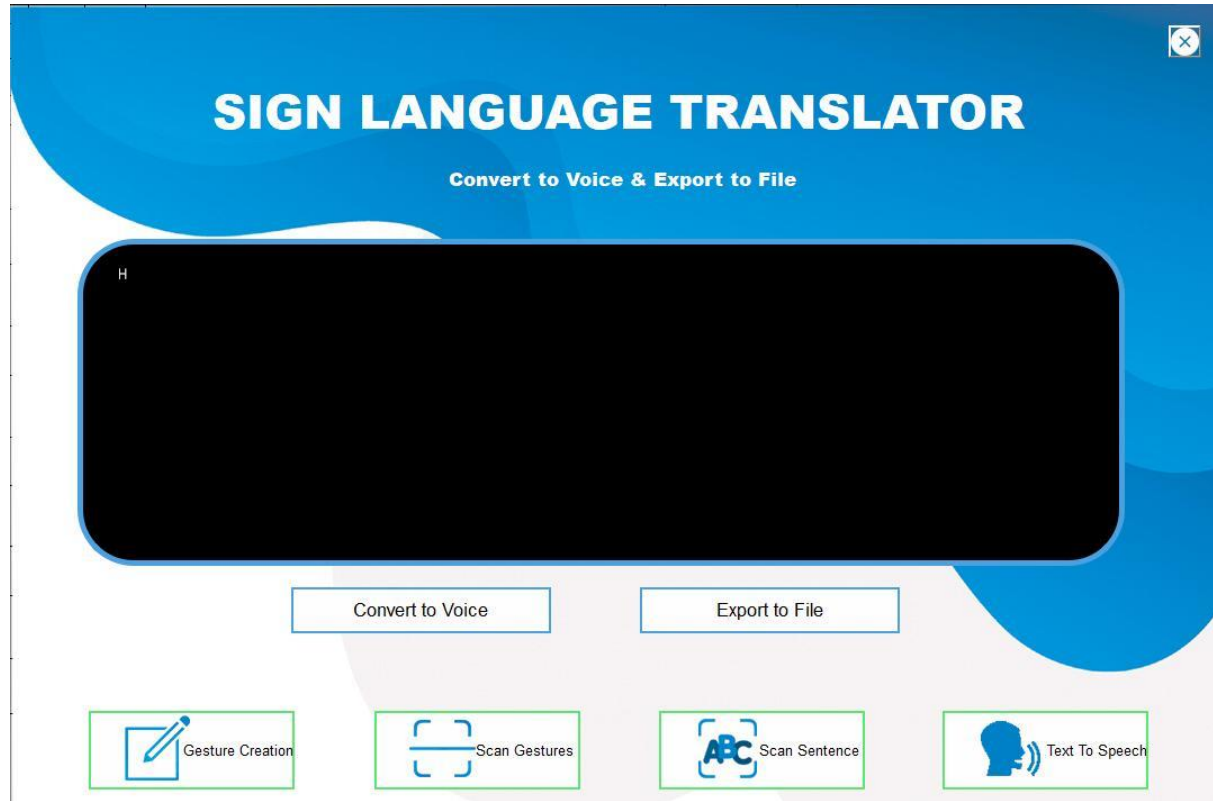 SIGN LANGUAGE TRANSLATOR
Convert to Voice & Export to File
H
Convert to Voice
Export to File
Gesture Creation
Scan Gestures
ABC
Scan Sentence
Text To Speech